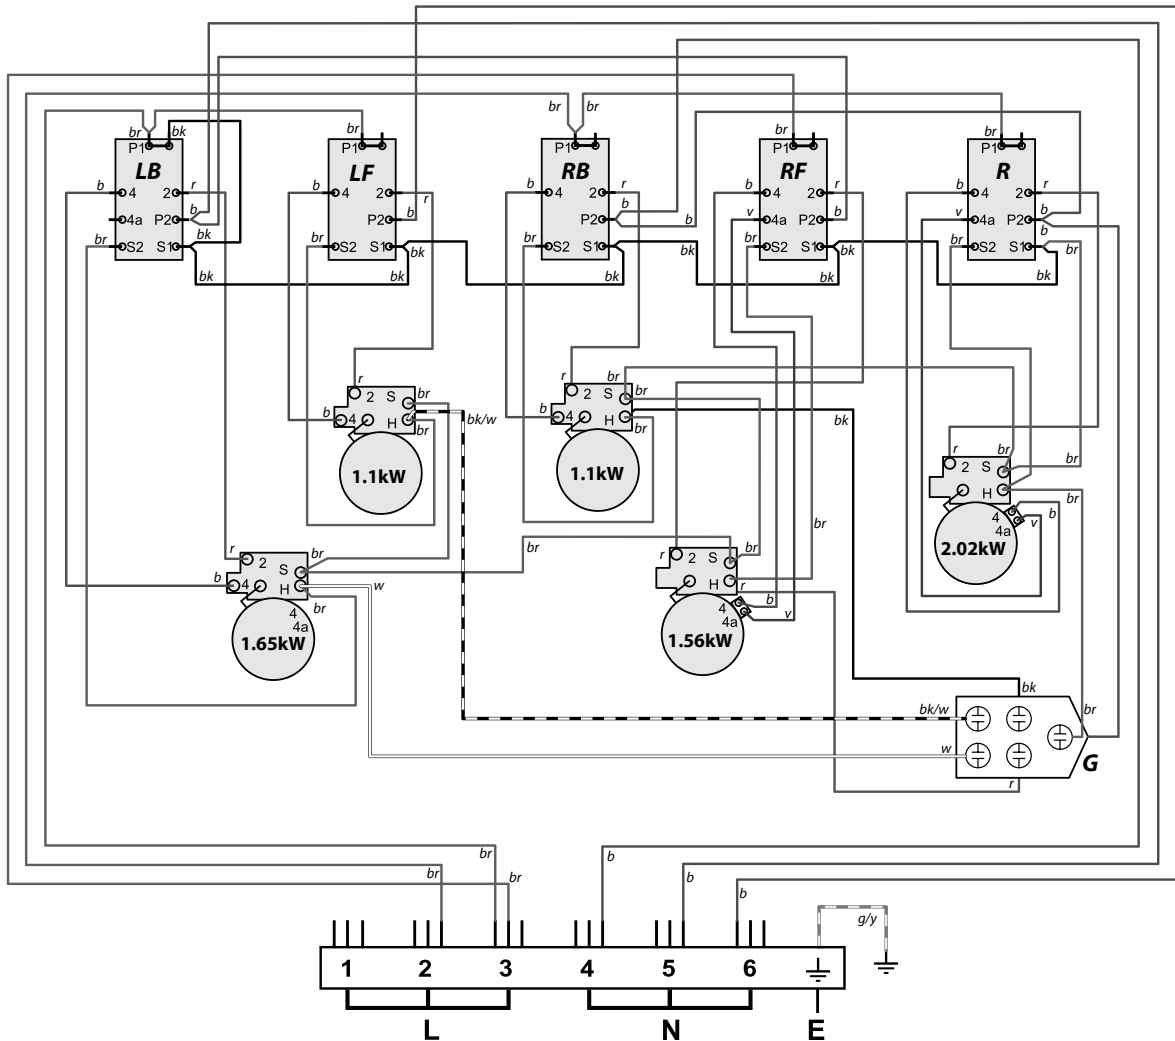 br br
br bk br br br
P1 P1 P1 P1 P1
LB LF RB RF R
b 4 2 r b 4 2 r b 4 2 r b 4 2 r b 4 2 r
4a P2 b P2 b P2 b b v 4a P2 b v 4a P2 b
br S2 S1 bk br S2 S1 bk br S2 S1 bk br S2 S1 bk br S2 S1 b br
bk bk bk bk bk
r 2 S br r 2 S br br
b 4 H br bk/w b 4 H br bk
1.1kW 1.1kW
r 2 S br br
H br b
4 4a v
2.02kW
r 2 S br br r 2 S br br
b 4 H br w H r
4 4a 4 b v
1.65kW 1.56kW
bk br
bk/w
w G
r
br b
br b
br b
g/y
1 2 3 4 5 6
L N E